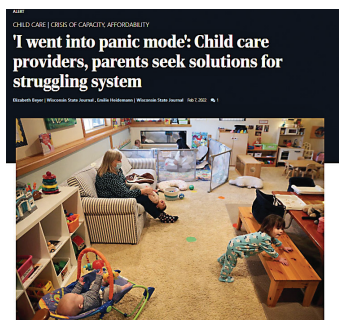 ALERT
CHILD CARE | CRISIS OF CAPACITY, AFFORDABILITY
'I went into panic mode': Child care
providers, parents seek solutions for
struggling system
Elizabeth Beyer | Wisconsin State Journal , Emilie Heidemann | Wisconsin State Journal Feb 7, 2022 1